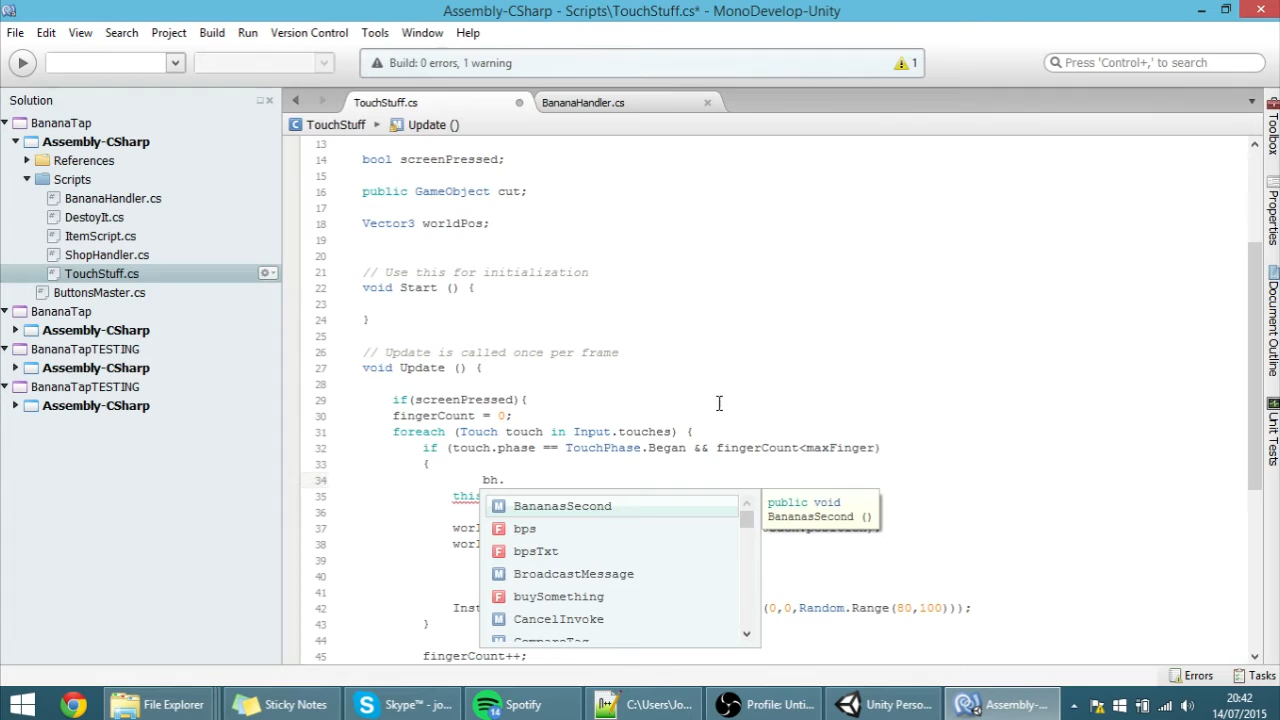 Assembly-CSharp - Scripts\TouchStuff.cs* - MonoDevelop-Unity
File Edit View Search Project Build Run Version Control Tools Window Help
Build: 0 errors, 1 warning
1
Press 'Control+,' to search
Solution
TouchStuff.cs
BananaHandler.cs
TouchStuff
Update ()
BananaTap
Assembly-CSharp
References
Scripts
BananaHandler.cs
DestoyIt.cs
ItemScript.cs
ShopHandler.cs
TouchStuff.cs
ButtonsMaster.cs
BananaTap
Assembly-CSharp
BananaTapTESTING
Assembly-CSharp
BananaTapTESTING
Assembly-CSharp
13
14 bool screenPressed;
15
16 public GameObject cut;
17
18 Vector3 worldPos;
19
20
21 // Use this for initialization
22 void Start () {
23
24 }
25
26 // Update is called once per frame
27 void Update () {
28
29 if(screenPressed){
30 fingerCount = 0;
31 foreach (Touch touch in Input.touches) {
32 if (touch.phase == TouchPhase.Began && fingerCount<maxFinger)
33 {
34 bh.
35 this
36
37 worl
38 worl
39
40
41
42 Inst (0,0,Random.Range(80,100)));
43 }
44
45 fingerCount++;
BananasSecond
bps
bpsTxt
BroadcastMessage
buySomething
CancelInvoke
CompareTag
public void
BananasSecond ()
Toolbox
Properties
Document Outline
Unit Tests
Errors
Tasks
File Explorer
Sticky Notes
Skype™ - jo...
14
Spotify
C:\Users\Jo...
Profile: Unti...
Unity Perso...
Assembly-...
20:42
14/07/2015